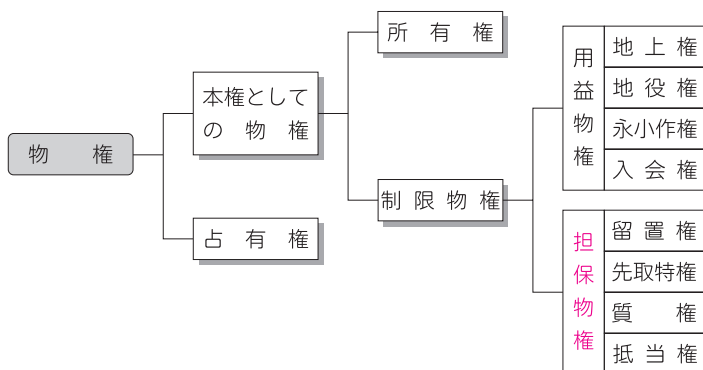 物権
本権として
の物権
占有権
所有権
制限物権
用益物権
地上権
地役権
永小作権
入会権
担保物権
留置権
先取特権
質権
抵当権